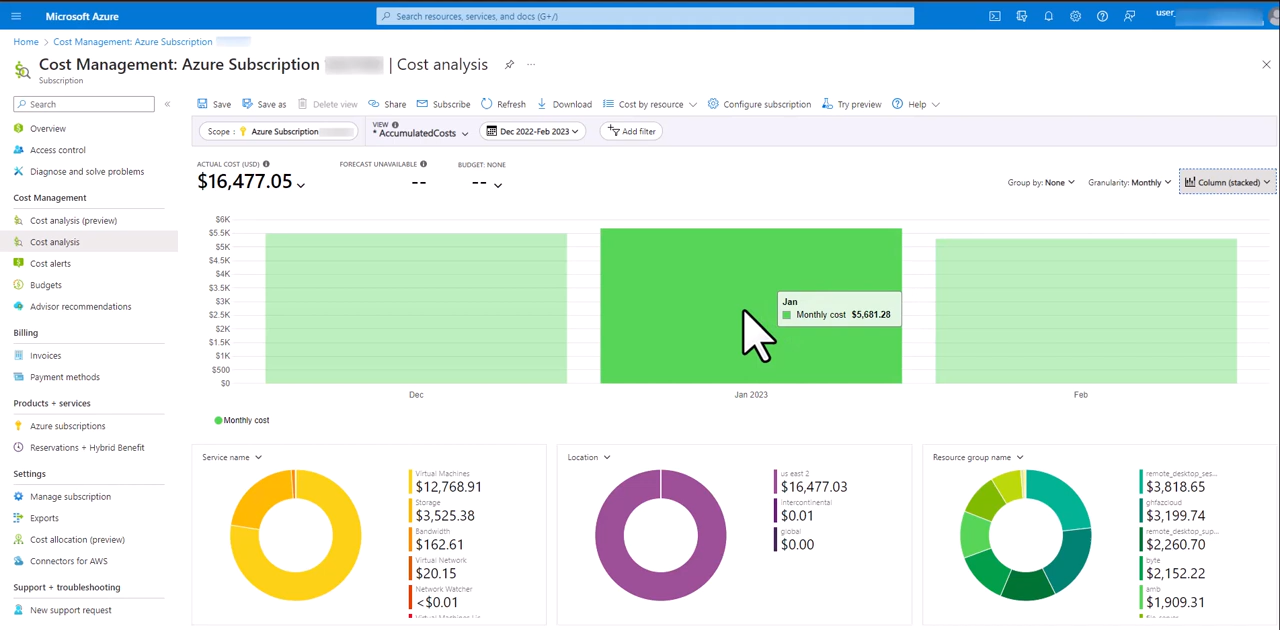 Microsoft Azure
Search resources, services, and docs (G+/)
user_
Home > Cost Management: Azure Subscription
Cost Management: Azure Subscription | Cost analysis ...
Subscription
Search
«
Save
Save as
Delete view
Share
Subscribe
Refresh
Download
Cost by resource
Configure subscription
Try preview
Help
Overview
Access control
Diagnose and solve problems
Cost Management
Cost analysis (preview)
Cost analysis
Cost alerts
Budgets
Advisor recommendations
Billing
Invoices
Payment methods
Products + services
Azure subscriptions
Reservations + Hybrid Benefit
Settings
Manage subscription
Exports
Cost allocation (preview)
Connectors for AWS
Support + troubleshooting
New support request
Scope : Azure Subscription
VIEW
* AccumulatedCosts
Dec 2022-Feb 2023
Add filter
ACTUAL COST (USD)
$16,477.05
FORECAST UNAVAILABLE
--
BUDGET: NONE
--
Group by: None
Granularity: Monthly
Column (stacked)
$6K
$5.5K
$5K
$4.5K
$4K
$3.5K
$3K
$2.5K
$2K
$1.5K
$1K
$500
$0
Jan
Monthly cost $5,681.28
Dec
Jan 2023
Feb
Monthly cost
Service name
Virtual Machines
$12,768.91
Storage
$3,525.38
Bandwidth
$162.61
Virtual Network
$20.15
Network Watcher
<$0.01
Location
us east 2
$16,477.03
intercontinental
$0.01
global
$0.00
Resource group name
remote_desktop_ses...
$3,818.65
ghfazcloud
$3,199.74
remote_desktop_sup...
$2,260.70
byte
$2,152.22
amb
$1,909.31